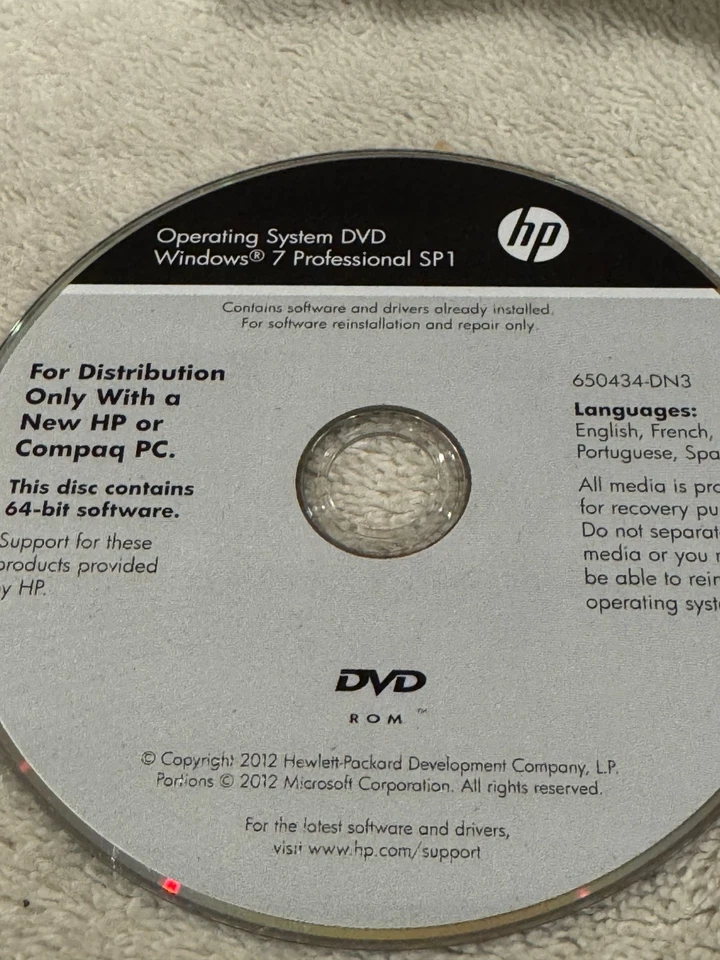 Operating System DVD
Windows® 7 Professional SP1
hp
Contains software and drivers already installed.
For software reinstallation and repair only.
For Distribution
Only With a
New HP or
Compaq PC.
This disc contains
64-bit software.
Support for these
products provided
by HP.
650434-DN3
Languages:
English, French,
Portuguese,
All media is
for recovery
Do not
media or you
be able to
operating
DVD
ROM™
© Copyright 2012 Hewlett-Packard Development Company, L.P.
Portions © 2012 Microsoft Corporation. All rights reserved.
For the latest software and drivers,
visit www.hp.com/support